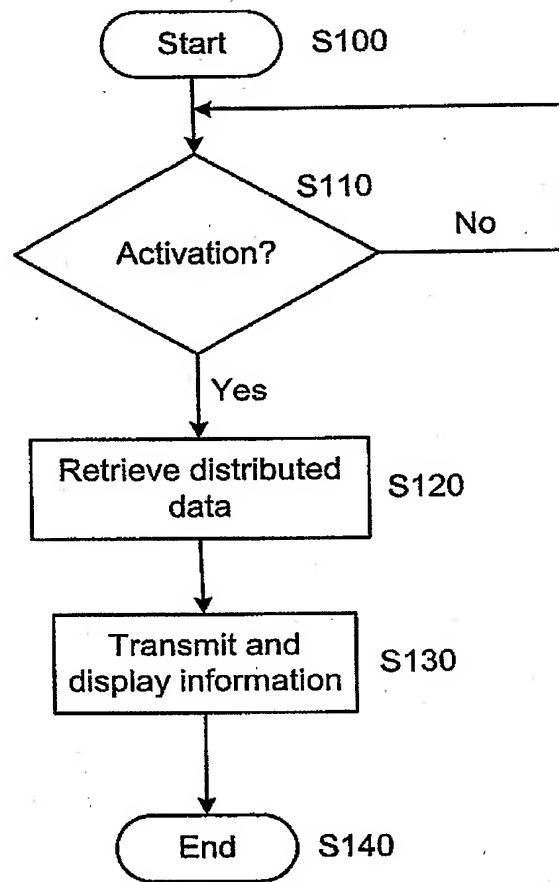 Start
S100
S110
Activation?
No
Yes
Retrieve distributed
data
S120
Transmit and
display information
S130
End
S140